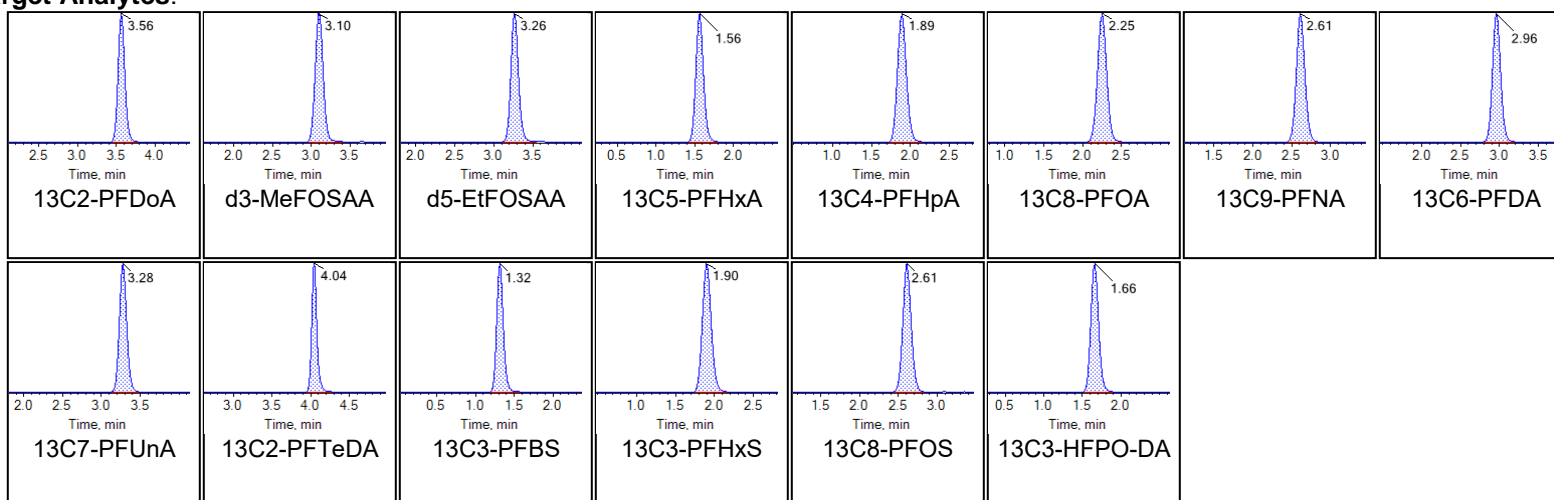 rget Analytes:
3.56 3.10 3.26 1.56 1.89 2.25 2.61 2.96
2.5 3.0 3.5 4.0 2.0 2.5 3.0 3.5 2.0 2.5 3.0 3.5 0.5 1.0 1.5 2.0 1.0 1.5 2.0 2.5 1.0 1.5 2.0 2.5 1.5 2.0 2.5 3.0 2.0 2.5 3.0 3.5
Time, min Time, min Time, min Time, min Time, min Time, min Time, min Time, min
13C2-PFDoA d3-MeFOSAA d5-EtFOSAA 13C5-PFHxA 13C4-PFHpA 13C8-PFOA 13C9-PFNA 13C6-PFDA
3.28 4.04 1.32 1.90 2.61 1.66
2.0 2.5 3.0 3.5 3.0 3.5 4.0 4.5 0.5 1.0 1.5 2.0 1.0 1.5 2.0 2.5 1.5 2.0 2.5 3.0 0.5 1.0 1.5 2.0
Time, min Time, min Time, min Time, min Time, min Time, min
13C7-PFUnA 13C2-PFTeDA 13C3-PFBS 13C3-PFHxS 13C8-PFOS 13C3-HFPO-DA